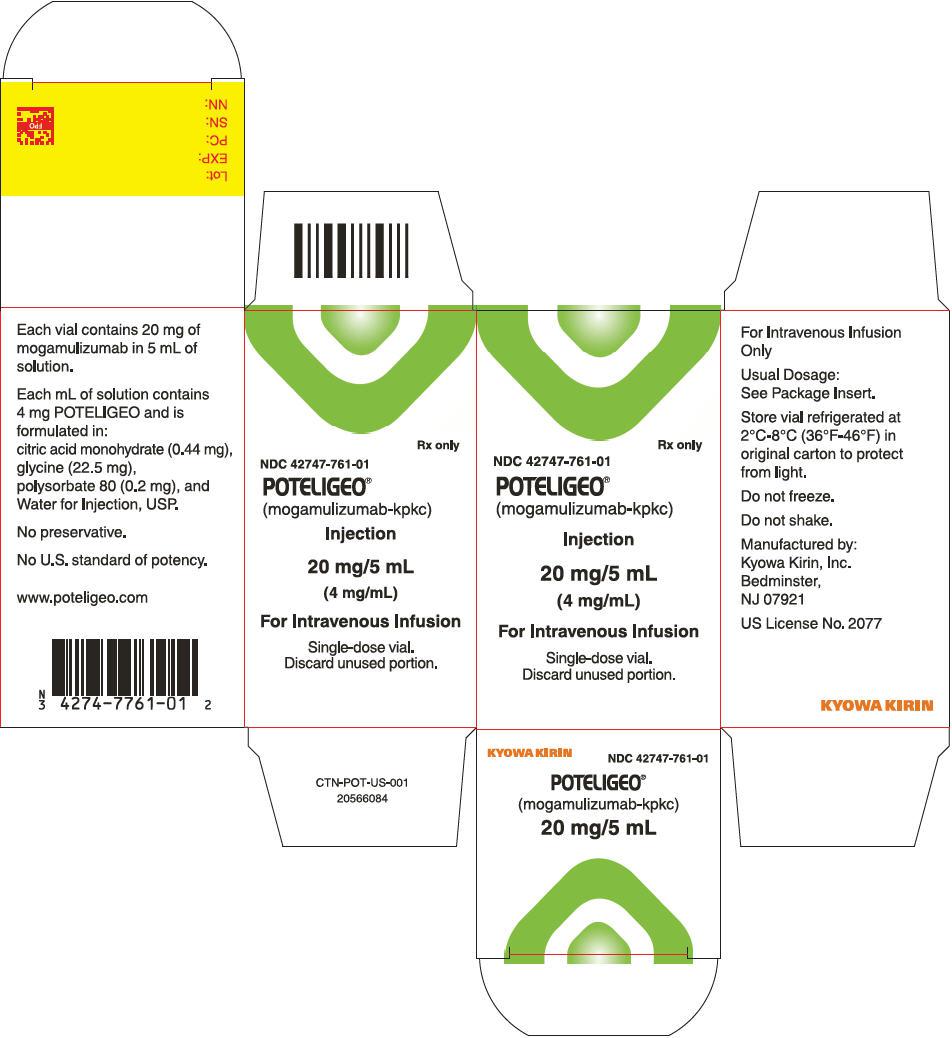 NN:
SN:
PC:
EXP:
Lot:
FPO
Each vial contains 20 mg of
mogamulizumab in 5 mL of
solution.
Each mL of solution contains
4 mg POTELIGEO and is
formulated in:
citric acid monohydrate (0.44 mg),
glycine (22.5 mg),
polysorbate 80 (0.2 mg), and
Water for Injection, USP.
No preservative.
No U.S. standard of potency.
www.poteligeo.com
N
3 4274-7761-01 2
Rx only
NDC 42747-761-01
POTELIGEO®
(mogamulizumab-kpkc)
Injection
20 mg/5 mL
(4 mg/mL)
For Intravenous Infusion
Single-dose vial.
Discard unused portion.
CTN-POT-US-001
20566084
Rx only
NDC 42747-761-01
POTELIGEO®
(mogamulizumab-kpkc)
Injection
20 mg/5 mL
(4 mg/mL)
For Intravenous Infusion
Single-dose vial.
Discard unused portion.
KYOWA KIRIN NDC 42747-761-01
POTELIGEO®
(mogamulizumab-kpkc)
20 mg/5 mL
For Intravenous Infusion
Only
Usual Dosage:
See Package Insert.
Store vial refrigerated at
2°C-8°C (36°F-46°F) in
original carton to protect
from light.
Do not freeze.
Do not shake.
Manufactured by:
Kyowa Kirin, Inc.
Bedminster,
NJ 07921
US License No. 2077
KYOWA KIRIN